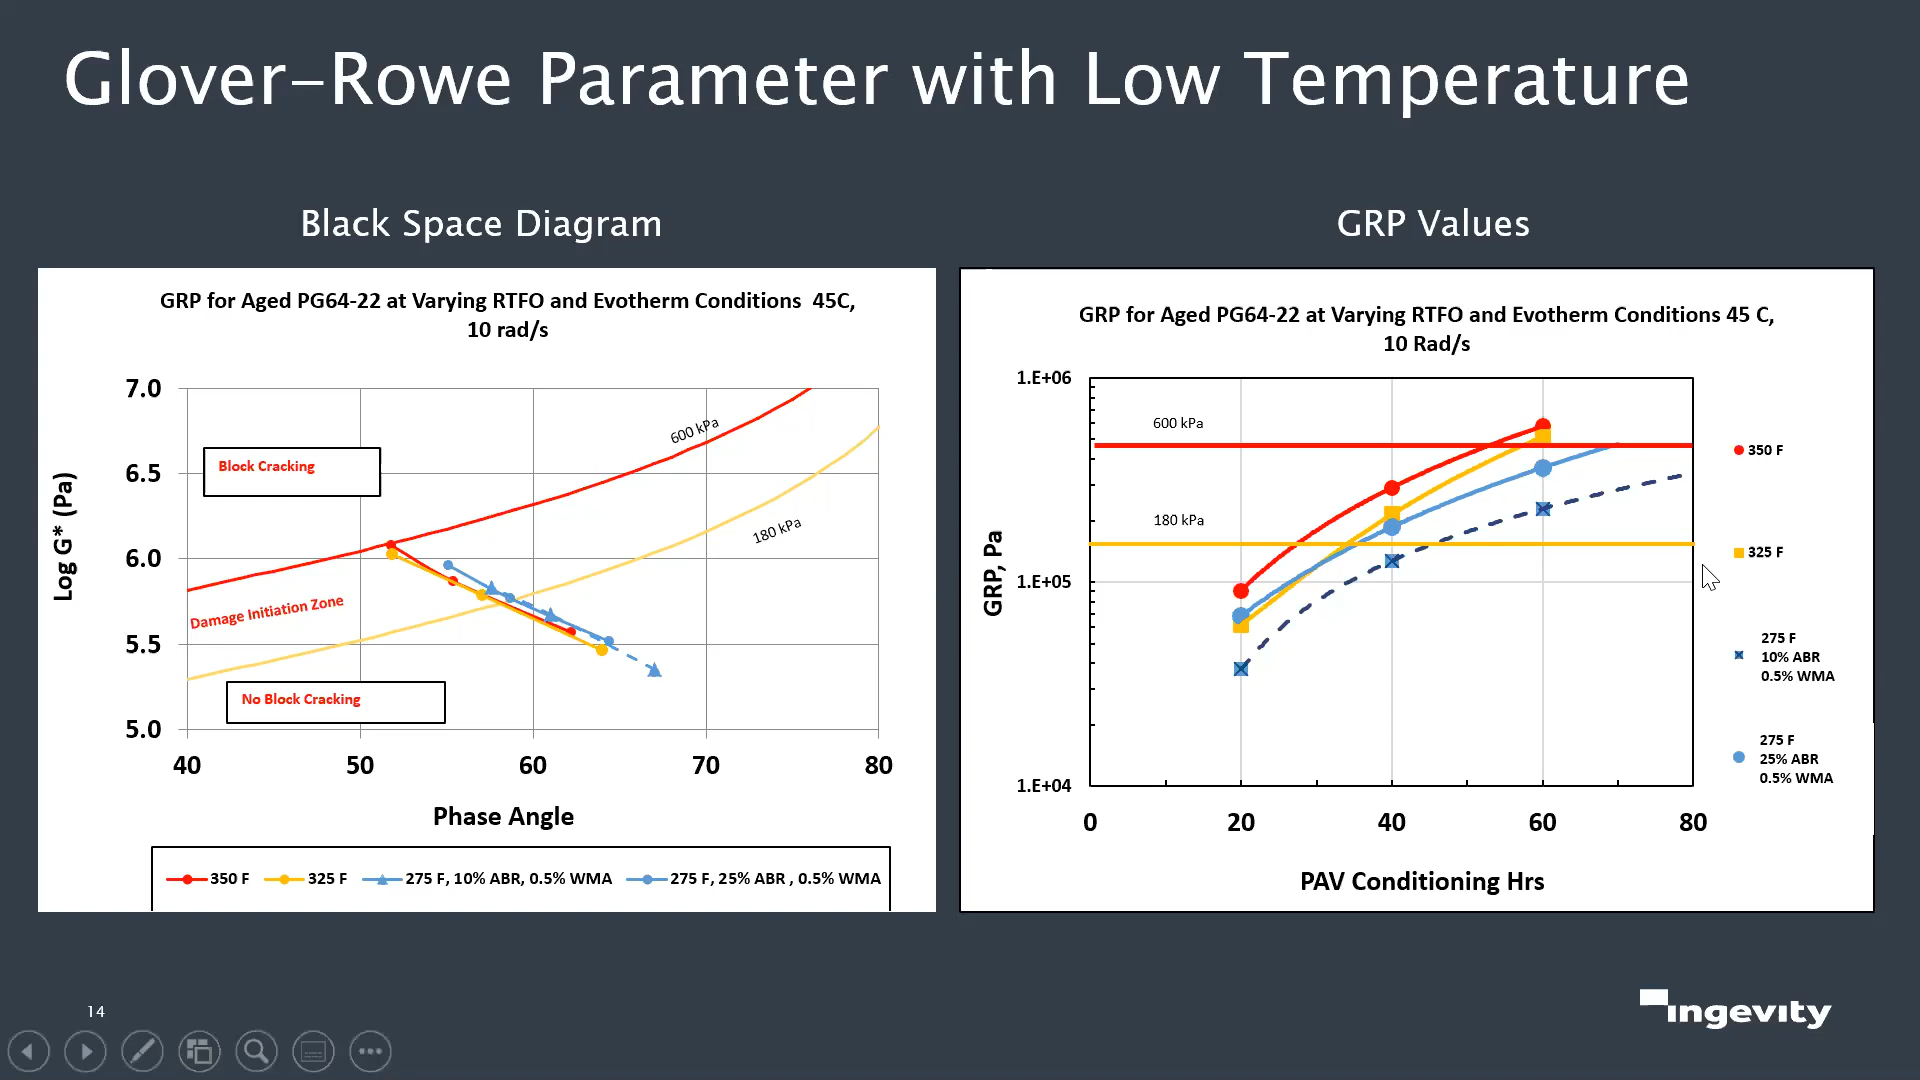 Glover-Rowe Parameter with Low Temperature
Black Space Diagram
GRP for Aged PG64-22 at Varying RTFO and Evotherm Conditions 45C,
10 rad/s
Log G* (Pa)
7.0
6.5
6.0
5.5
5.0
600 kPa
180 kPa
Block Cracking
Damage Initiation Zone
No Block Cracking
40 50 60 70 80
Phase Angle
350 F 325 F 275 F, 10% ABR, 0.5% WMA 275 F, 25% ABR , 0.5% WMA
GRP Values
GRP for Aged PG64-22 at Varying RTFO and Evotherm Conditions 45 C,
10 Rad/s
GRP, Pa
1.E+06
1.E+05
1.E+04
600 kPa
180 kPa
0 20 40 60 80
PAV Conditioning Hrs
350 F
325 F
275 F
10% ABR
0.5% WMA
275 F
25% ABR
0.5% WMA
14
ingevity